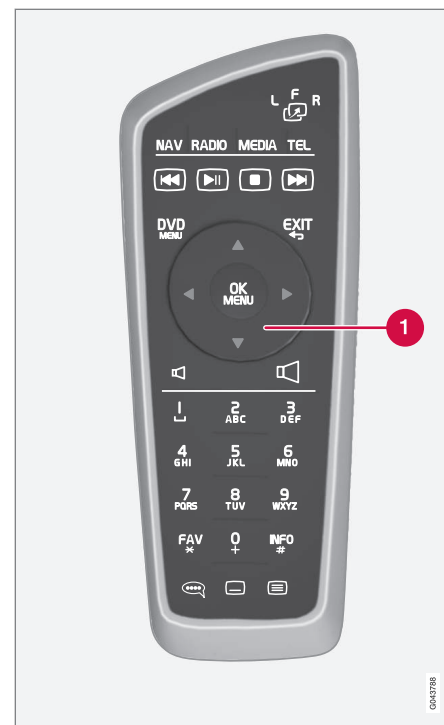 L F R
NAV RADIO MEDIA TEL
DVD EXIT
MENU
OK
MENU
1
1 2 3
ABC DEF
4 5 6
GHI JKL MNO
7 8 9
PQRS TUV WXYZ
FAV 0 INFO
* + #
G043788